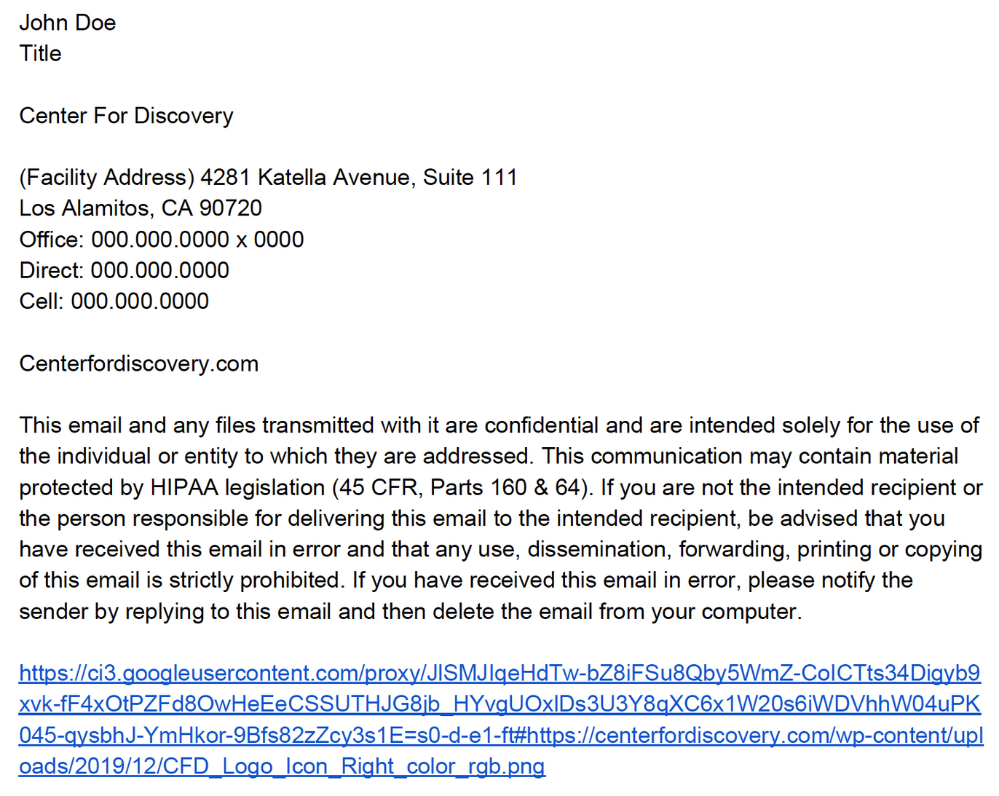 John Doe
Title
Center For Discovery
(Facility Address) 4281 Katella Avenue, Suite 111
Los Alamitos, CA 90720
Office: 000.000.0000 x 0000
Direct: 000.000.0000
Cell: 000.000.0000
Centerfordiscovery.com
This email and any files transmitted with it are confidential and are intended solely for the use of
the individual or entity to which they are addressed. This communication may contain material
protected by HIPAA legislation (45 CFR, Parts 160 & 64). If you are not the intended recipient or
the person responsible for delivering this email to the intended recipient, be advised that you
have received this email in error and that any use, dissemination, forwarding, printing or copying
of this email is strictly prohibited. If you have received this email in error, please notify the
sender by replying to this email and then delete the email from your computer.
https://ci3.googleusercontent.com/proxy/JlSMJIqeHdTw-bZ8iFSu8Qby5WmZ-CoICTts34Digyb9
xvk-fF4xOtPZFd8OwHeEeCSSUTHJG8jb_HYvgUOxlDs3U3Y8qXC6x1W20s6iWDVhhW04uPK
045-qysbhJ-YmHkor-9Bfs82zZcy3s1E=s0-d-e1-ft#https://centerfordiscovery.com/wp-content/upl
oads/2019/12/CFD_Logo_Icon_Right_color_rgb.png